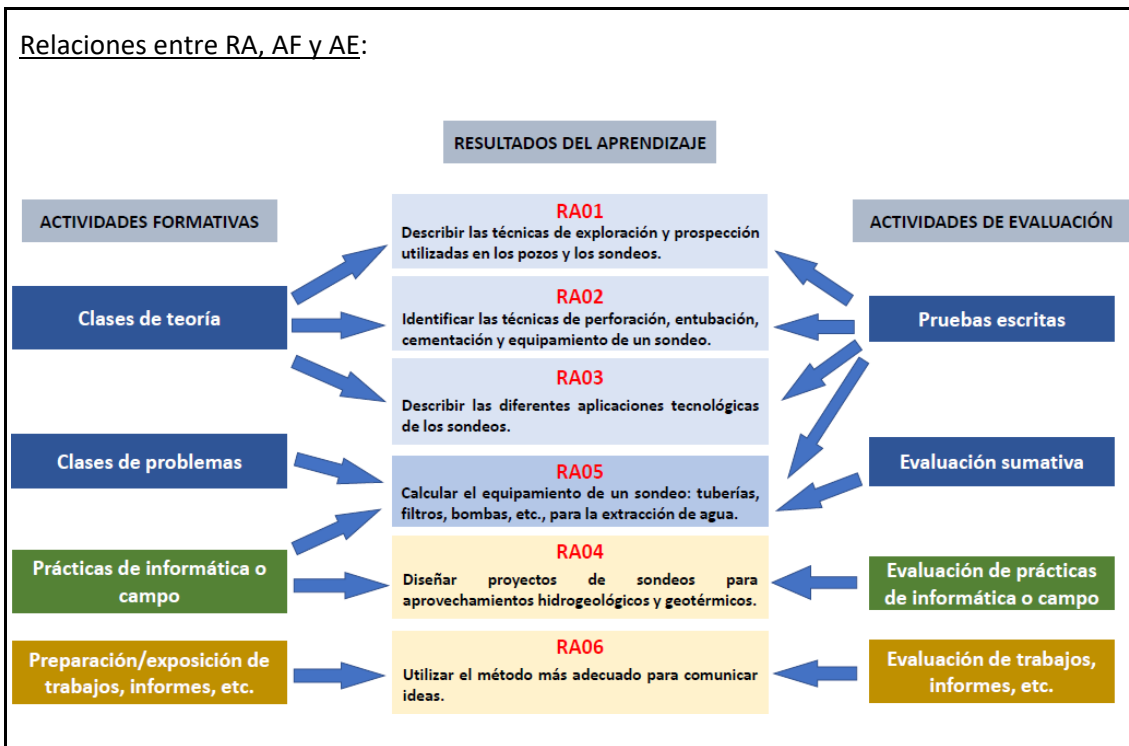 Relaciones entre RA, AF y AE:
RESULTADOS DEL APRENDIZAJE
ACTIVIDADES FORMATIVAS
ACTIVIDADES DE EVALUACIÓN
RA01
Describir las técnicas de exploración y prospección
utilizadas en los pozos y los sondeos.
Clases de teoría
RA02
Identificar las técnicas de perforación, entubación,
cementación y equipamiento de un sondeo.
Pruebas escritas
RA03
Describir las diferentes aplicaciones tecnológicas
de los sondeos.
Clases de problemas
RA05
Calcular el equipamiento de un sondeo: tuberías,
filtros, bombas, etc., para la extracción de agua.
Evaluación sumativa
Prácticas de informática o
campo
RA04
Diseñar proyectos de sondeos para
aprovechamientos hidrogeológicos y geotérmicos.
Evaluación de prácticas
de informática o campo
Preparación/exposición de
trabajos, informes, etc.
RA06
Utilizar el método más adecuado para comunicar
ideas.
Evaluación de trabajos,
informes, etc.